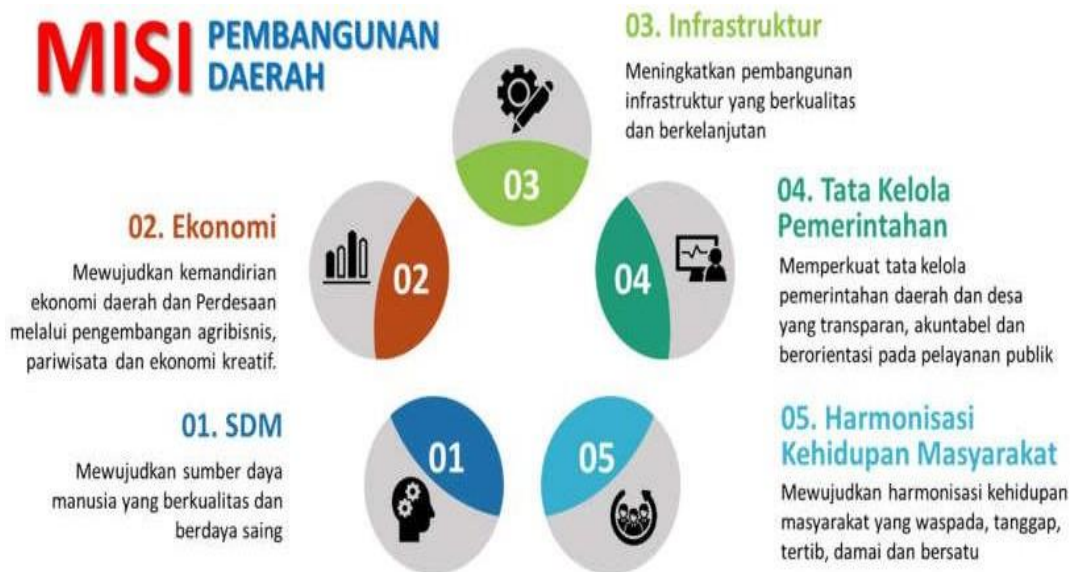 MISI PEMBANGUNAN
DAERAH
01. SDM
Mewujudkan sumber daya
manusia yang berkualitas dan
berdaya saing
01
02. Ekonomi
Mewujudkan kemandirian
ekonomi daerah dan Perdesaan
melalui pengembangan agribisnis,
pariwisata dan ekonomi kreatif.
02
03. Infrastruktur
Meningkatkan pembangunan
infrastruktur yang berkualitas
dan berkelanjutan
03
04. Tata Kelola
Pemerintahan
Memperkuat tata kelola
pemerintahan daerah dan desa
yang transparan, akuntabel dan
berorientasi pada pelayanan publik
04
05. Harmonisasi
Kehidupan Masyarakat
Mewujudkan harmonisasi kehidupan
masyarakat yang waspada, tanggap,
tertib, damai dan bersatu
05